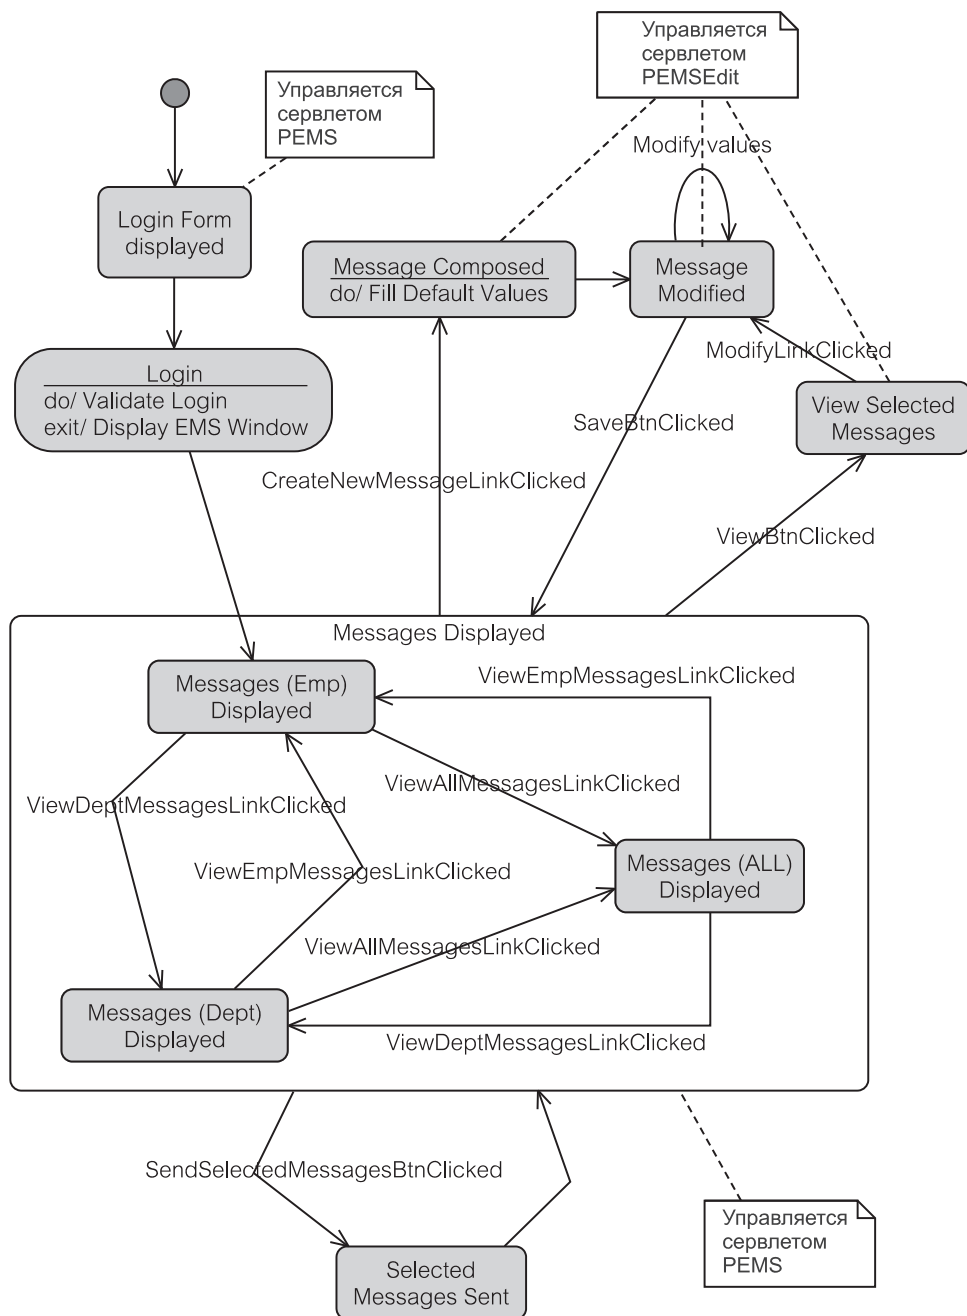 Управляется
сервлетом
PEMSEdit
Управляется
сервлетом
PEMS
Modify values
Login Form
displayed
Message Composed
do/ Fill Default Values
Message
Modified
ModifyLinkClicked
Login
do/ Validate Login
exit/ Display EMS Window
View Selected
Messages
SaveBtnClicked
CreateNewMessageLinkClicked
ViewBtnClicked
Messages Displayed
Messages (Emp)
Displayed
ViewEmpMessagesLinkClicked
ViewAllMessagesLinkClicked
ViewDeptMessagesLinkClicked
ViewEmpMessagesLinkClicked
Messages (ALL)
Displayed
ViewAllMessagesLinkClicked
Messages (Dept)
Displayed
ViewDeptMessagesLinkClicked
SendSelectedMessagesBtnClicked
Управляется
сервлетом
PEMS
Selected
Messages Sent